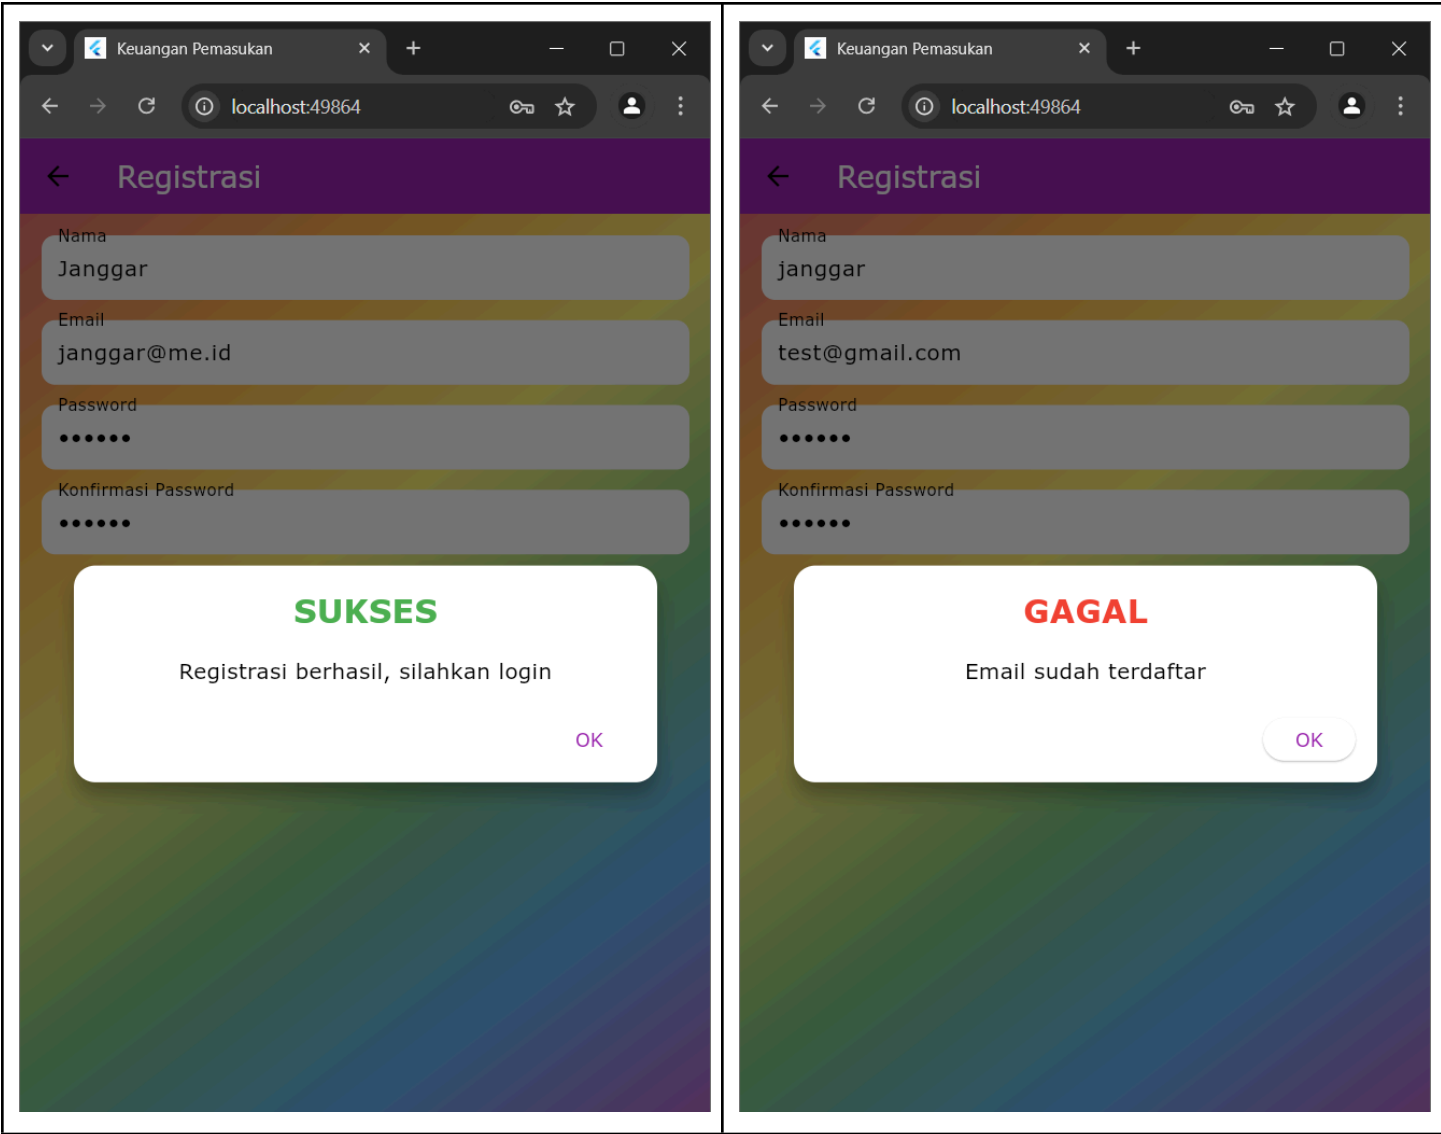 Keuangan Pemasukan
localhost:49864
Registrasi
Nama
Janggar
Email
janggar@me.id
Password
••••••
Konfirmasi Password
••••••
SUKSES
Registrasi berhasil, silahkan login
OK
Keuangan Pemasukan
localhost:49864
Registrasi
Nama
janggar
Email
test@gmail.com
Password
••••••
Konfirmasi Password
••••••
GAGAL
Email sudah terdaftar
OK